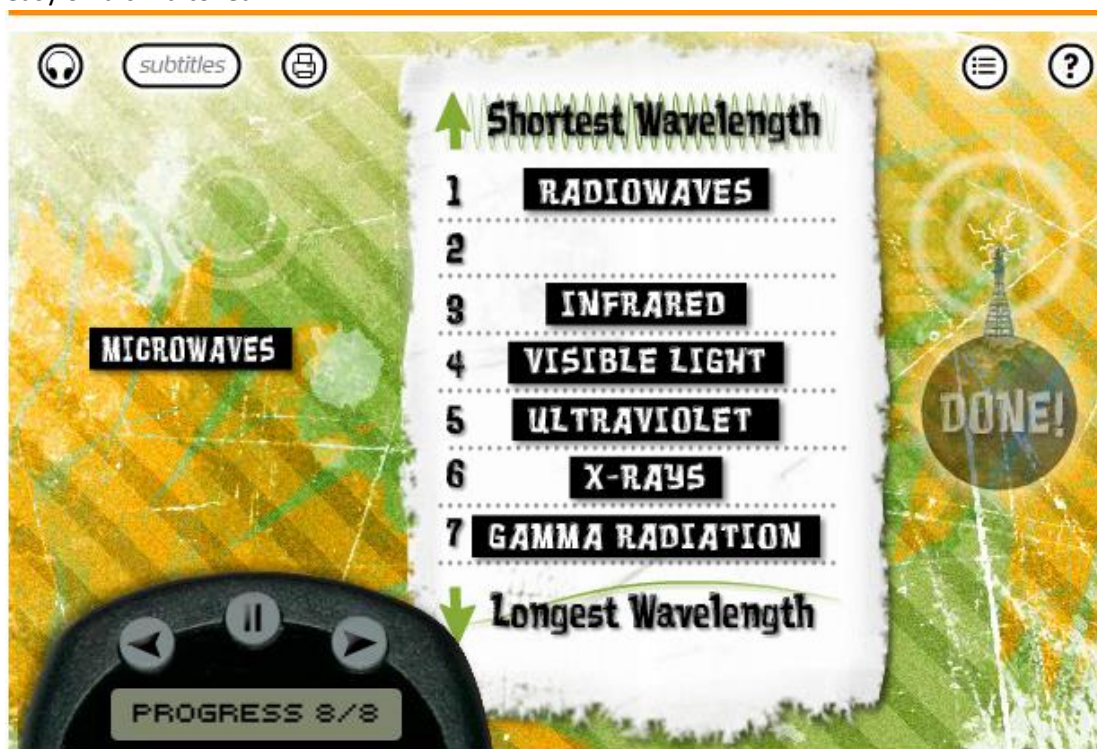 subtitles
?
Shortest Wavelength
1 RADIOWAVES
2
3 INFRARED
MICROWAVES
4 VISIBLE LIGHT
5 ULTRAVIOLET
DONE!
6 X-RAYS
7 GAMMA RADIATION
Longest Wavelength
PROGRESS 8/8